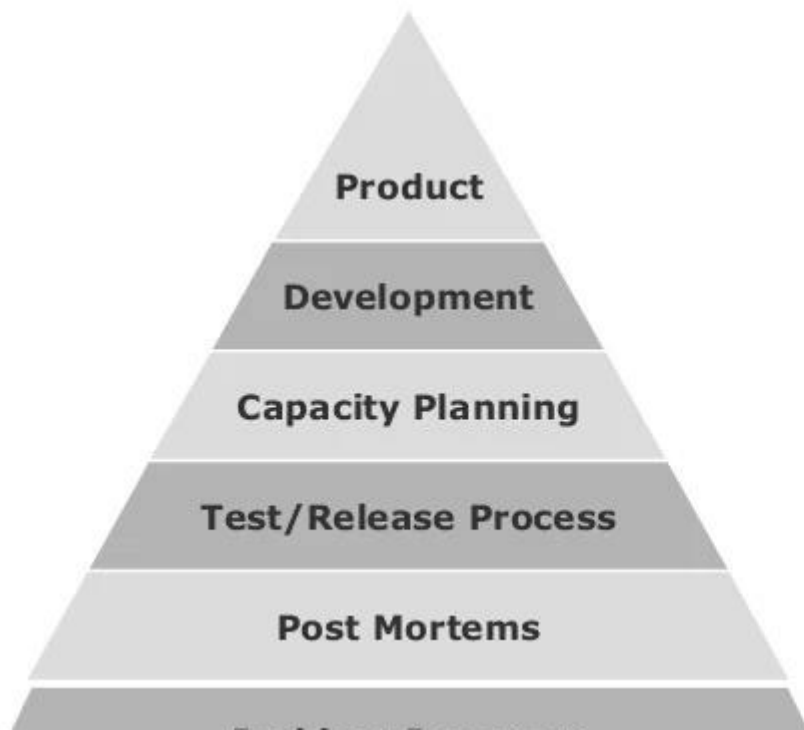 Product
Development
Capacity Planning
Test/Release Process
Post Mortems